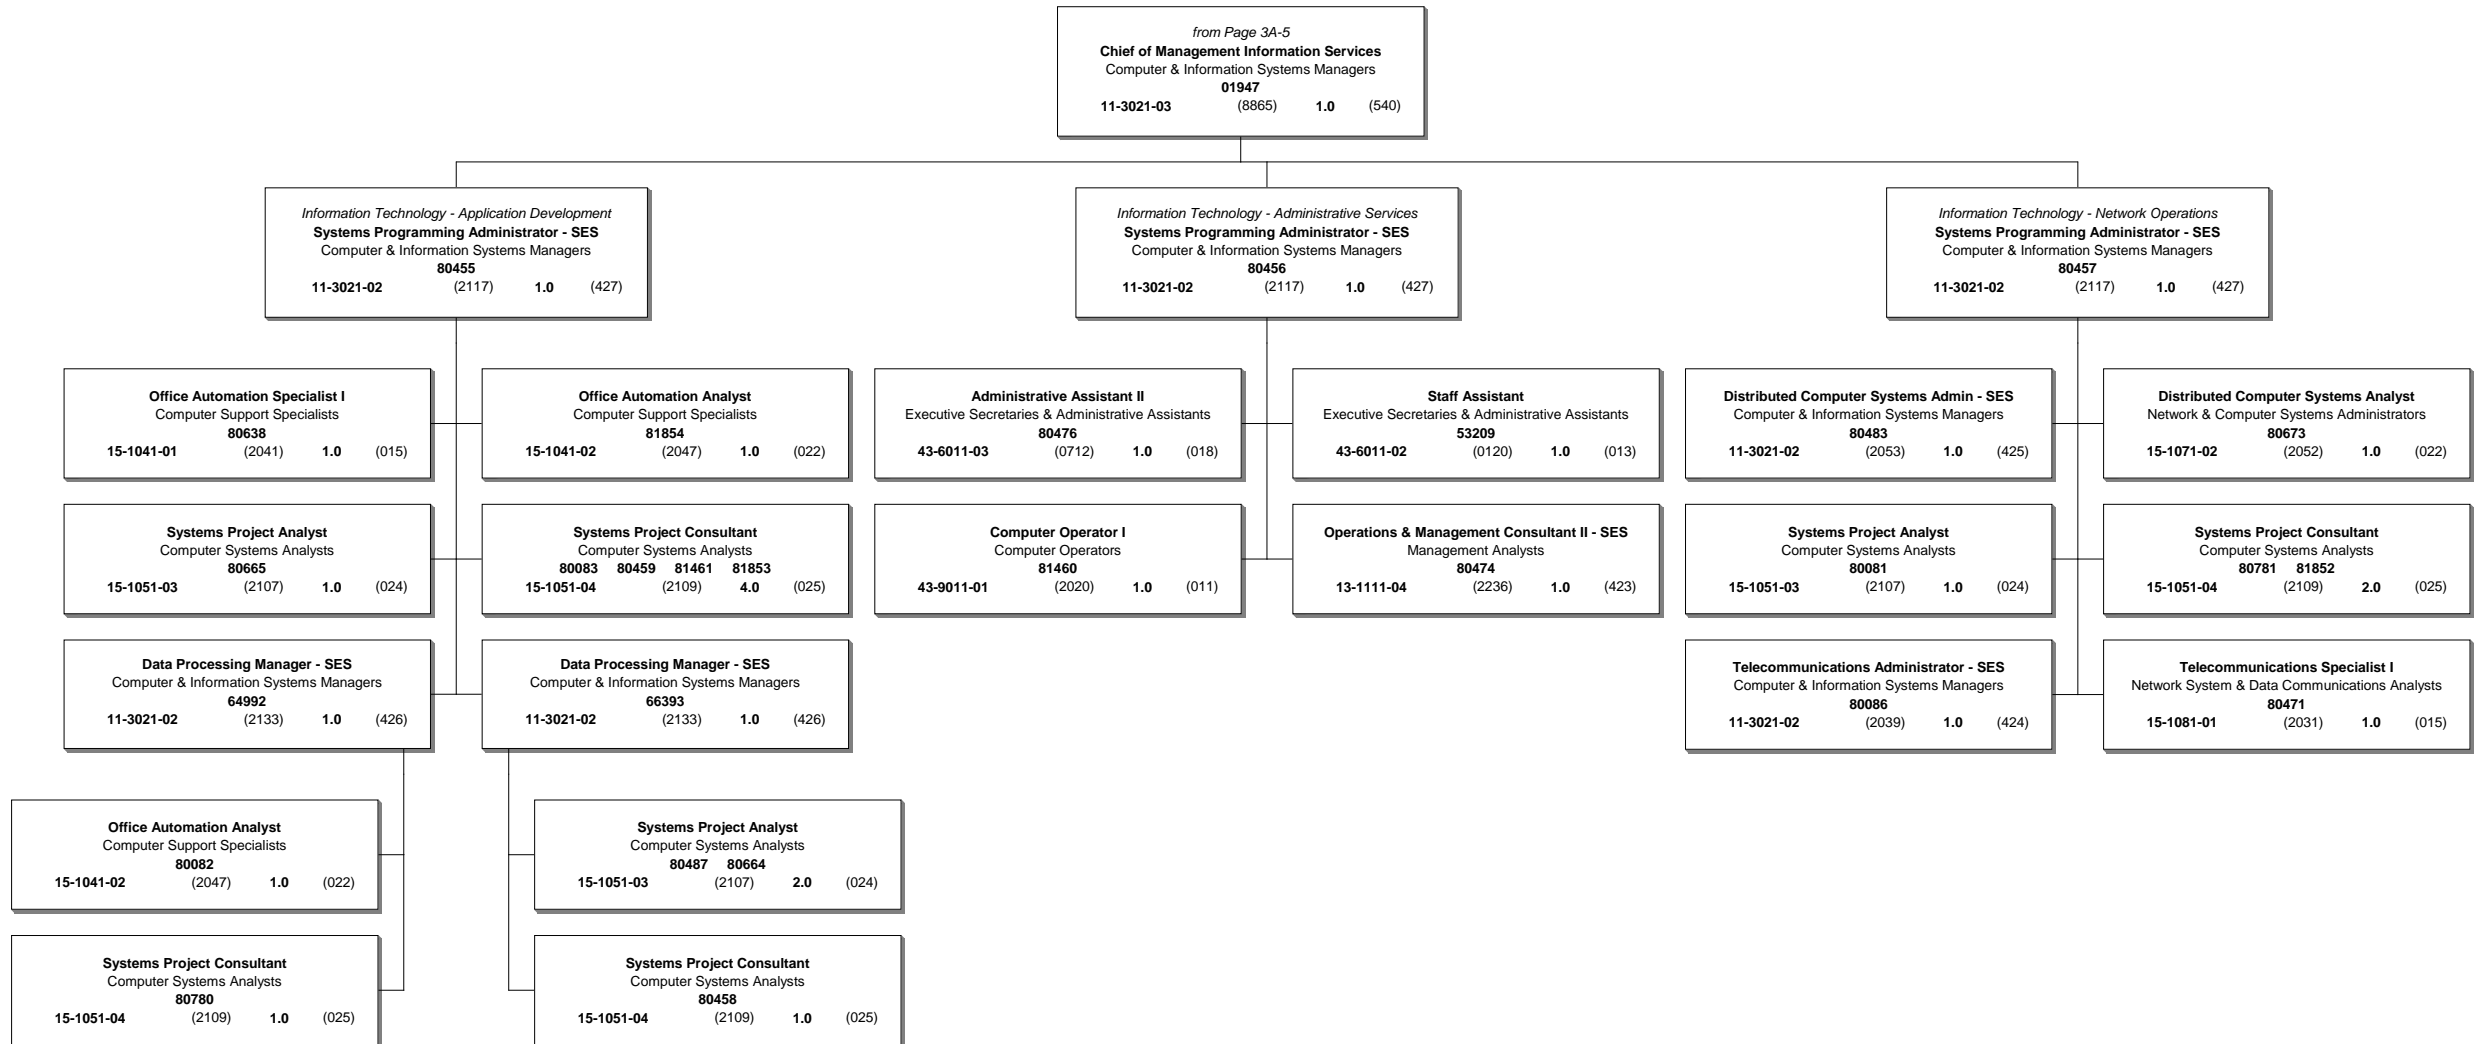 from Page 3A-5
Chief of Management Information Services
Computer & Information Systems Managers
01947
11-3021-03 (8865) 1.0 (540)
Information Technology - Application Development
Systems Programming Administrator - SES
Computer & Information Systems Managers
80455
11-3021-02 (2117) 1.0 (427)
Information Technology - Administrative Services
Systems Programming Administrator - SES
Computer & Information Systems Managers
80456
11-3021-02 (2117) 1.0 (427)
Information Technology - Network Operations
Systems Programming Administrator - SES
Computer & Information Systems Managers
80457
11-3021-02 (2117) 1.0 (427)
Office Automation Specialist I
Computer Support Specialists
80638
15-1041-01 (2041) 1.0 (015)
Office Automation Analyst
Computer Support Specialists
81854
15-1041-02 (2047) 1.0 (022)
Administrative Assistant II
Executive Secretaries & Administrative Assistants
80476
43-6011-03 (0712) 1.0 (018)
Staff Assistant
Executive Secretaries & Administrative Assistants
53209
43-6011-02 (0120) 1.0 (013)
Distributed Computer Systems Admin - SES
Computer & Information Systems Managers
80483
11-3021-02 (2053) 1.0 (425)
Distributed Computer Systems Analyst
Network & Computer Systems Administrators
80673
15-1071-02 (2052) 1.0 (022)
Systems Project Analyst
Computer Systems Analysts
80665
15-1051-03 (2107) 1.0 (024)
Systems Project Consultant
Computer Systems Analysts
80083 80459 81461 81853
15-1051-04 (2109) 4.0 (025)
Computer Operator I
Computer Operators
81460
43-9011-01 (2020) 1.0 (011)
Operations & Management Consultant II - SES
Management Analysts
80474
13-1111-04 (2236) 1.0 (423)
Systems Project Analyst
Computer Systems Analysts
80081
15-1051-03 (2107) 1.0 (024)
Systems Project Consultant
Computer Systems Analysts
80781 81852
15-1051-04 (2109) 2.0 (025)
Data Processing Manager - SES
Computer & Information Systems Managers
64992
11-3021-02 (2133) 1.0 (426)
Data Processing Manager - SES
Computer & Information Systems Managers
66393
11-3021-02 (2133) 1.0 (426)
Telecommunications Administrator - SES
Computer & Information Systems Managers
80086
11-3021-02 (2039) 1.0 (424)
Telecommunications Specialist I
Network System & Data Communications Analysts
80471
15-1081-01 (2031) 1.0 (015)
Office Automation Analyst
Computer Support Specialists
80082
15-1041-02 (2047) 1.0 (022)
Systems Project Analyst
Computer Systems Analysts
80487 80664
15-1051-03 (2107) 2.0 (024)
Systems Project Consultant
Computer Systems Analysts
80780
15-1051-04 (2109) 1.0 (025)
Systems Project Consultant
Computer Systems Analysts
80458
15-1051-04 (2109) 1.0 (025)